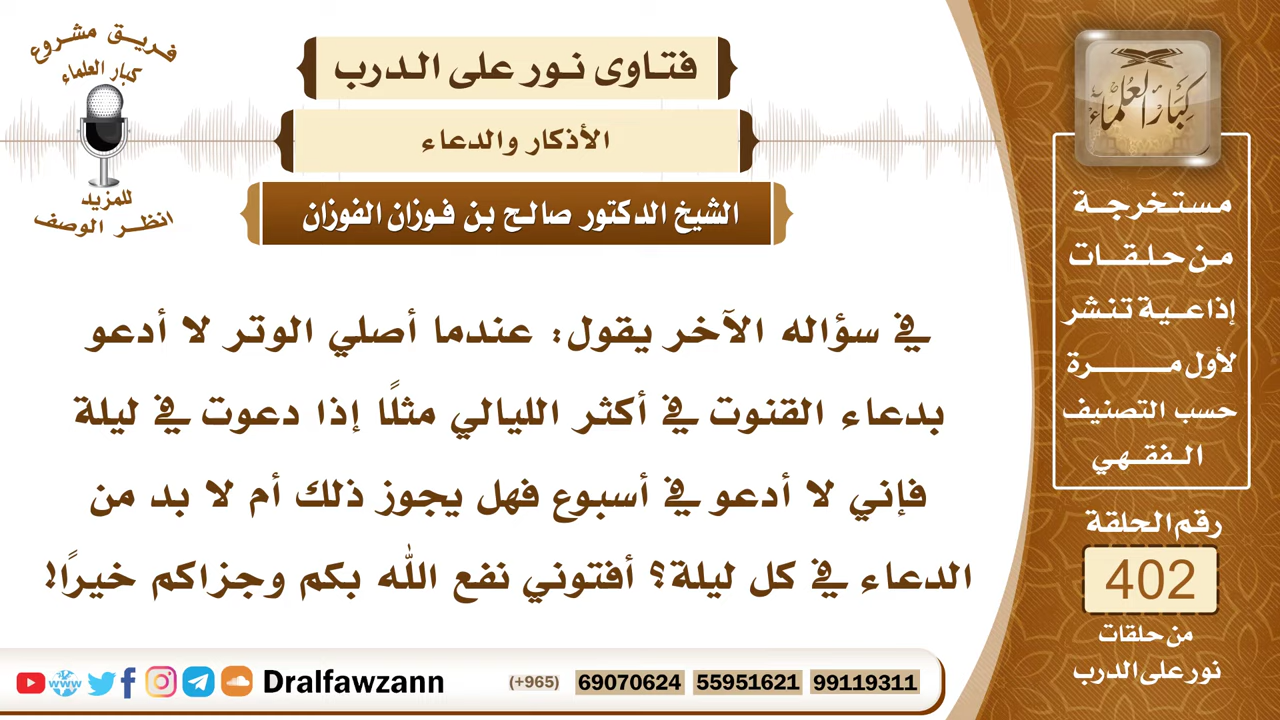 فريق مشروع
كبار العلماء
للمزيد
انظر الوصف
فتاوى نور على الدرب
الأذكار والدعاء
الشيخ الدكتور صالح بن فوزان الفوزان
في سؤاله الآخر يقول: عندما أصلي الوتر لا أدعو
بدعاء القنوت في أكثر الليالي مثلًا إذا دعوت في ليلة
فإني لا أدعو في أسبوع فهل يجوز ذلك أم لا بد من
الدعاء في كل ليلة؟ أفتوني نفع الله بكم وجزاكم خيرًا!
كبار العلماء
مستخرجة
من حلقات
إذاعية تنشر
لأول مرة
حسب التصنيف
الفقهي
رقم الحلقة
402
من حلقات
نور على الدرب
www Dralfawzann (+965) 69070624 55951621 99119311